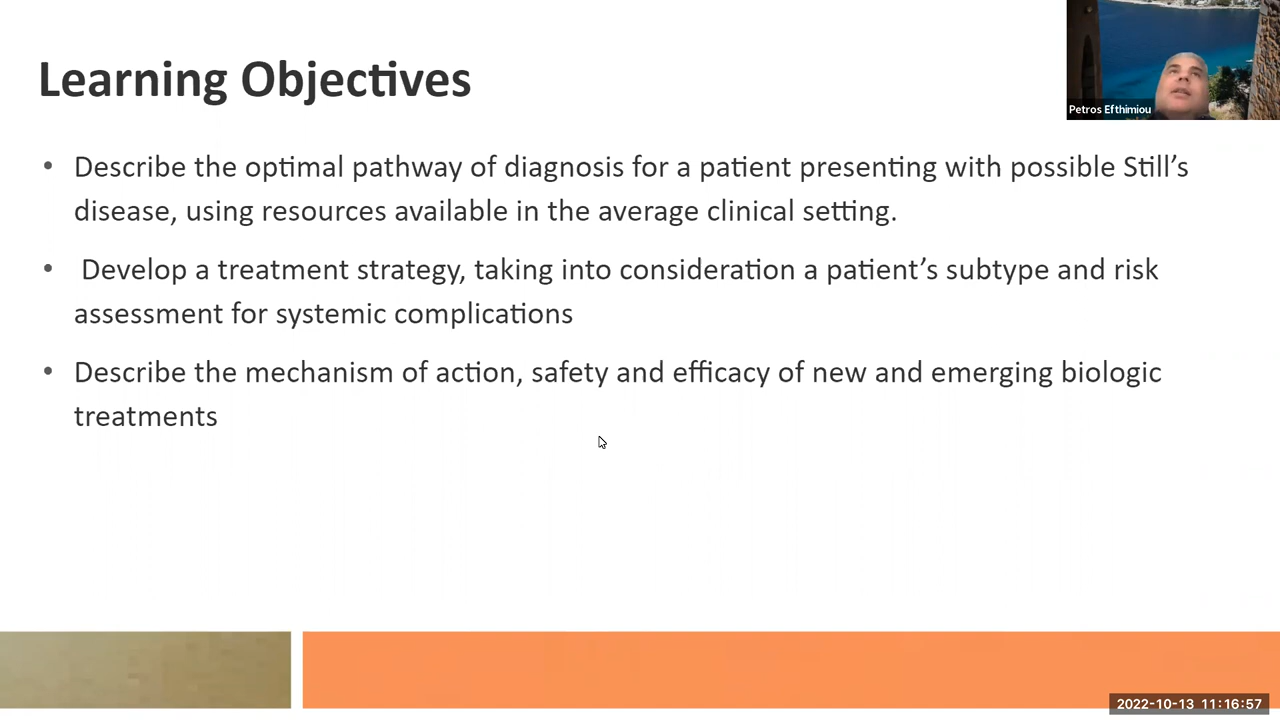 Learning Objectives
Petros Efthimiou
• Describe the optimal pathway of diagnosis for a patient presenting with possible Still’s
disease, using resources available in the average clinical setting.
• Develop a treatment strategy, taking into consideration a patient’s subtype and risk
assessment for systemic complications
• Describe the mechanism of action, safety and efficacy of new and emerging biologic
treatments
2022-10-13 11:16:57